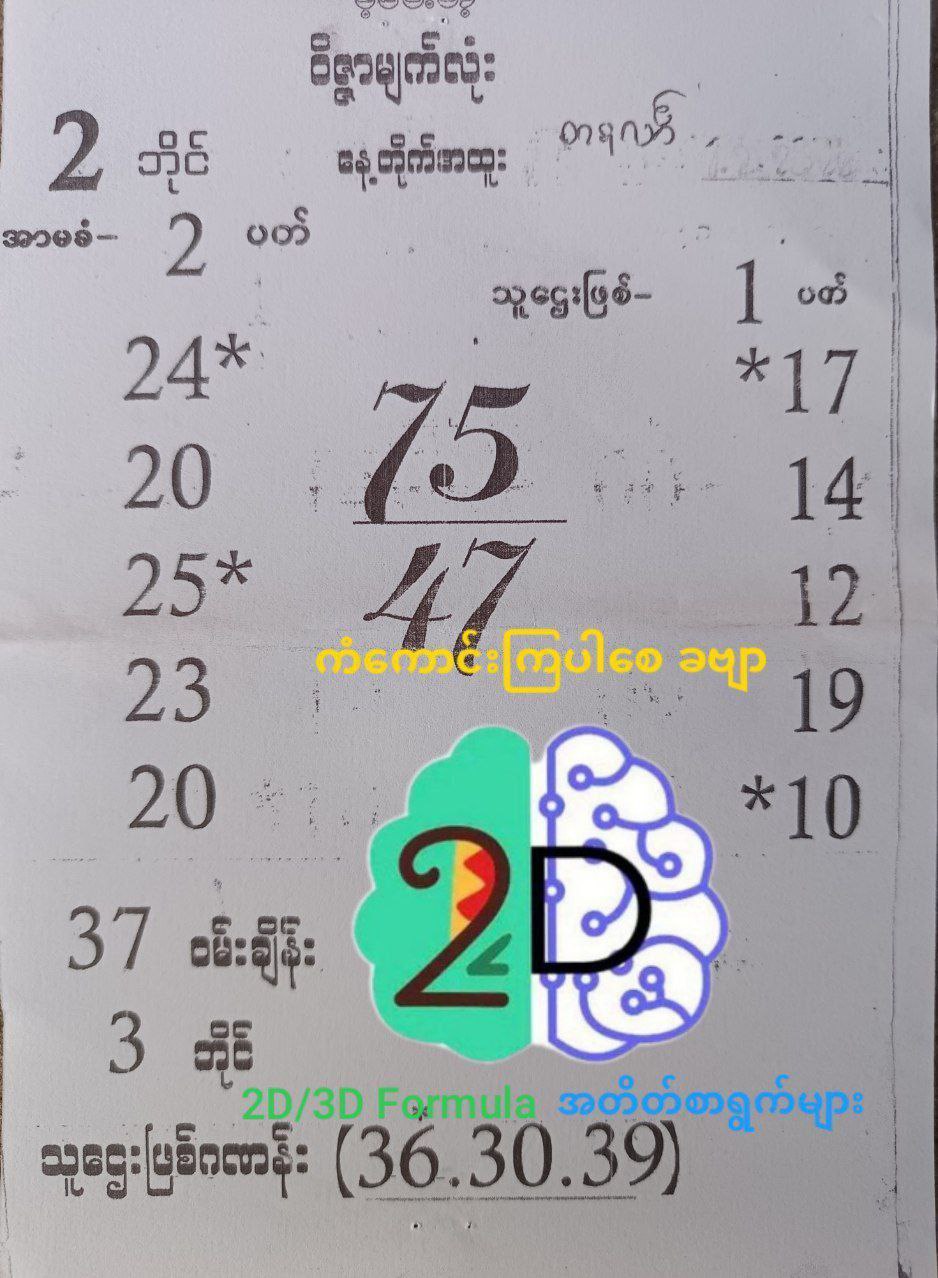 ဝိဇ္ဇာမျက်လုံး
2 ဘိုင်
နေ့တိုက်အထူး
တနင်္လာ
အာမခံ- 2 ပတ်
သူဌေးဖြစ်- 1 ပတ်
24* 75 *17
20 14
25* 47 12
ကံကောင်းကြပါစေ ခဗျာ
23 19
20 *10
2D
37 ဝမ်းချိန်း
3 ဘိုင်
2D/3D Formula အတိတ်စာရွက်များ
သူဌေးဖြစ်ဂဏန်း (36.30.39)